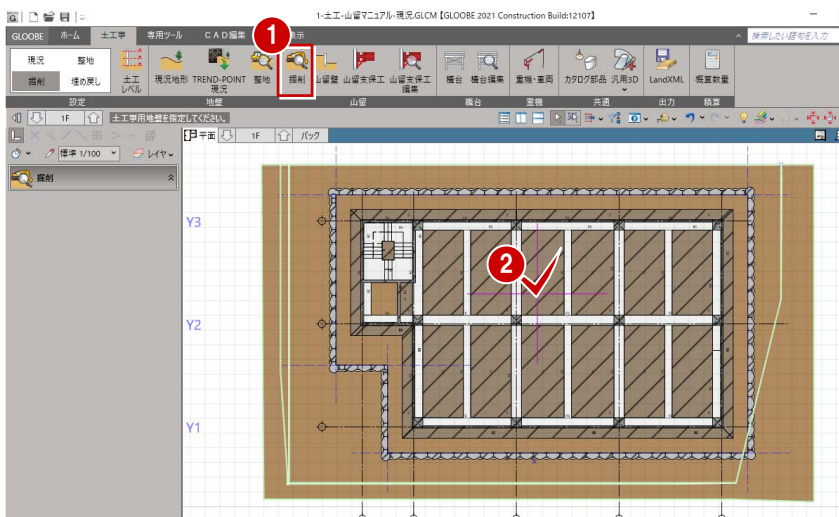 1-土工-山留マニュアル-現況.GLCM【GLOOBE 2021 Construction Build:12107】
GLOOBE ホーム 土工事 専用ツール CAD編集 表示 検索したい語句を入力
1
現況 整地
掘削 埋め戻し
土工レベル
現況地形 TREND-POINT現況 整地 掘削
山留壁 山留支保工 山留支保工編集
構台 構台編集 重機・車両 カタログ部品 汎用3D LandXML 概算数量
設定 地盤 山留 構台 重機 共通 出力 積算
1F 土工事用地盤を指定してください。
平面 1F バック
標準 1/100 レイヤ
掘削
Y3
2
Y2
Y1